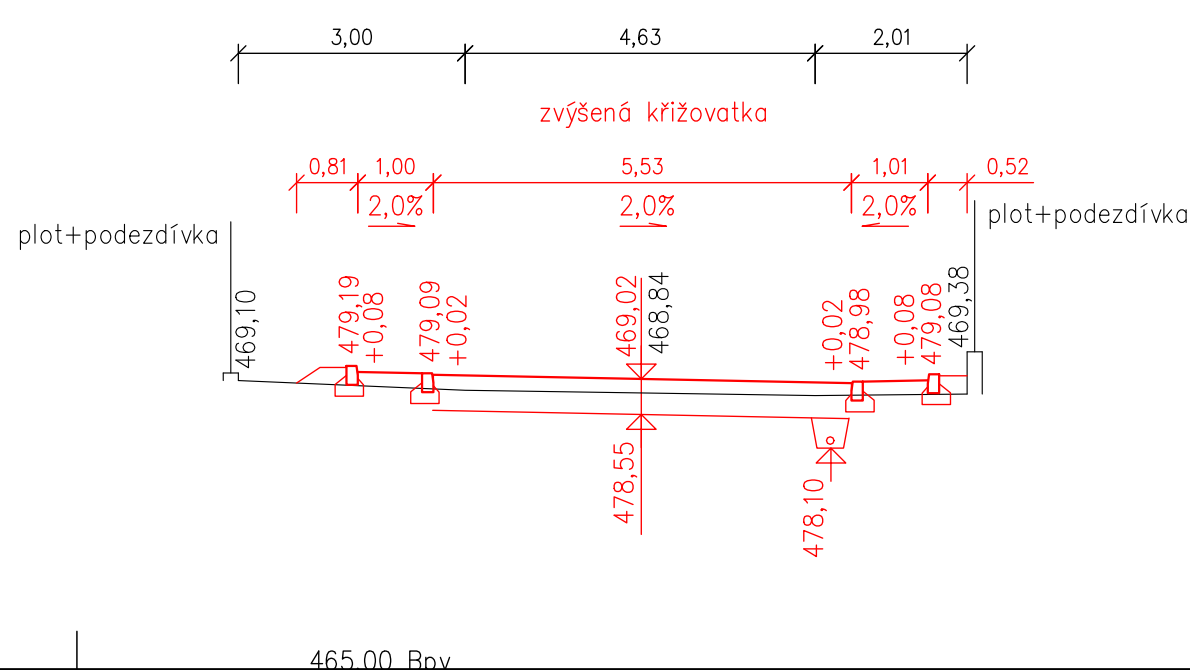 3,00 4,63 2,01
zvýšená křižovatka
0,81 1,00 5,53 1,01 0,52
2,0% 2,0% 2,0%
plot+podezdívka
plot+podezdívka
469,10
479,19
+0,08
479,09
+0,02
469,02
468,84
+0,02
478,98
+0,08
479,08
469,38
478,55
478,10
465,00 Bpv